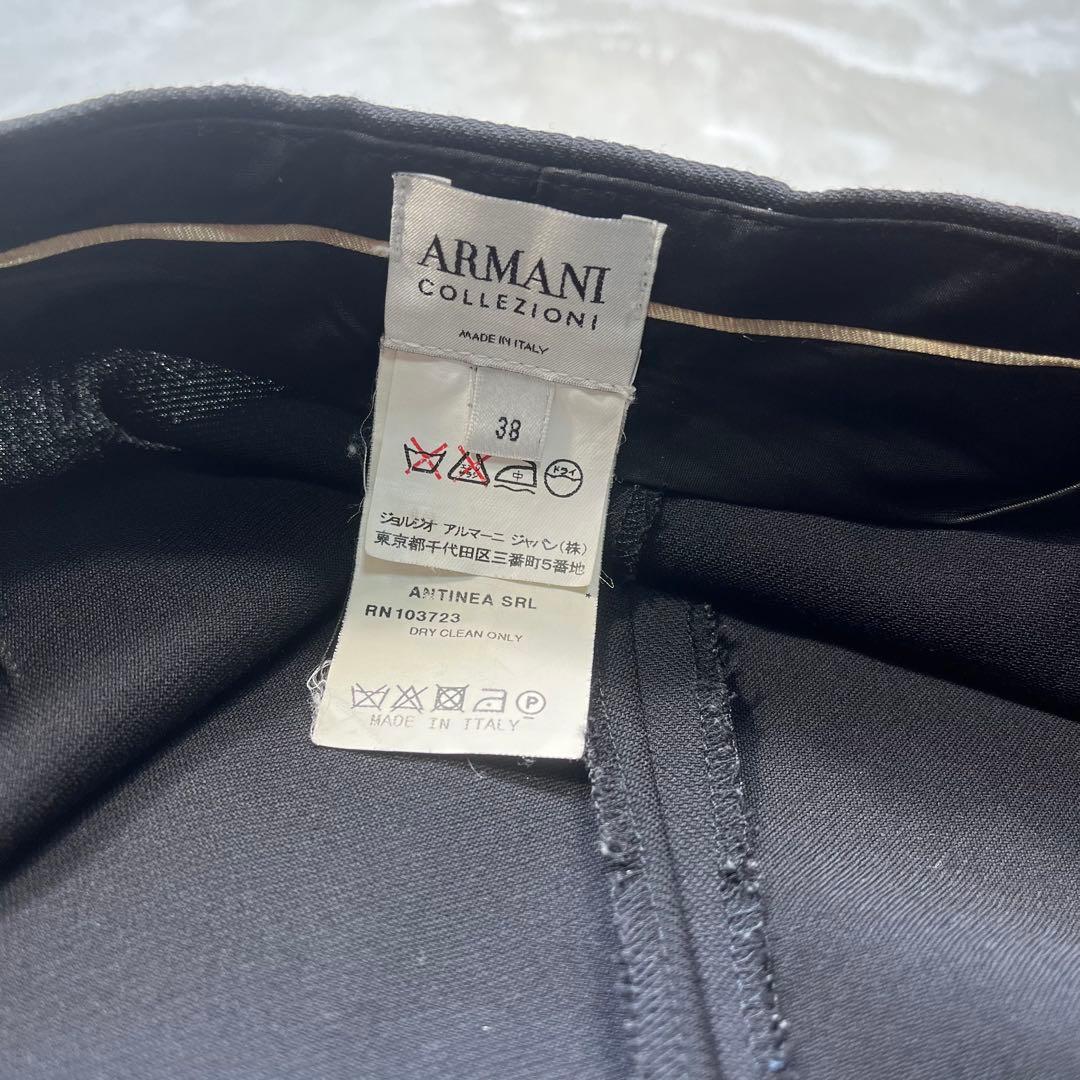 ARMANI
COLLEZIONI
MADE IN ITALY
38
中 ドライ
ジョルジオ アルマーニ ジャパン(株)
東京都千代田区三番町5番地
ANTINEA SRL
RN103723
DRY CLEAN ONLY
P
MADE IN ITALY